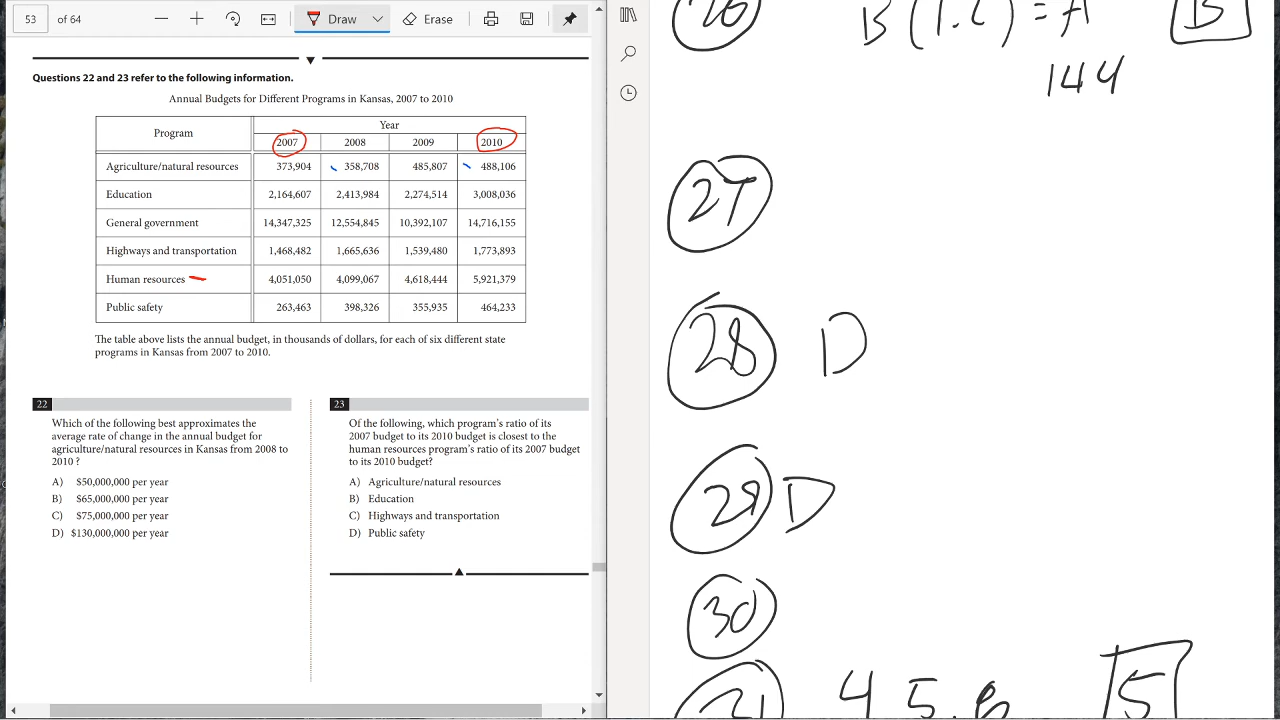 53 of 64 Draw Erase
Questions 22 and 23 refer to the following information.
Annual Budgets for Different Programs in Kansas, 2007 to 2010
Program Year
2007 2008 2009 2010
Agriculture/natural resources 373,904 358,708 485,807 488,106
Education 2,164,607 2,413,984 2,274,514 3,008,036
General government 14,347,325 12,554,845 10,392,107 14,716,155
Highways and transportation 1,468,482 1,665,636 1,539,480 1,773,893
Human resources 4,051,050 4,099,067 4,618,444 5,921,379
Public safety 263,463 398,326 355,935 464,233
The table above lists the annual budget, in thousands of dollars, for each of six different state
programs in Kansas from 2007 to 2010.
22
Which of the following best approximates the
average rate of change in the annual budget for
agriculture/natural resources in Kansas from 2008 to
2010 ?
A) $50,000,000 per year
B) $65,000,000 per year
C) $75,000,000 per year
D) $130,000,000 per year
23
Of the following, which program's ratio of its
2007 budget to its 2010 budget is closest to the
human resources program's ratio of its 2007 budget
to its 2010 budget?
A) Agriculture/natural resources
B) Education
C) Highways and transportation
D) Public safety
26 B (1.2) = A B
144
27
28 D
29 D
30
31 45.6 5